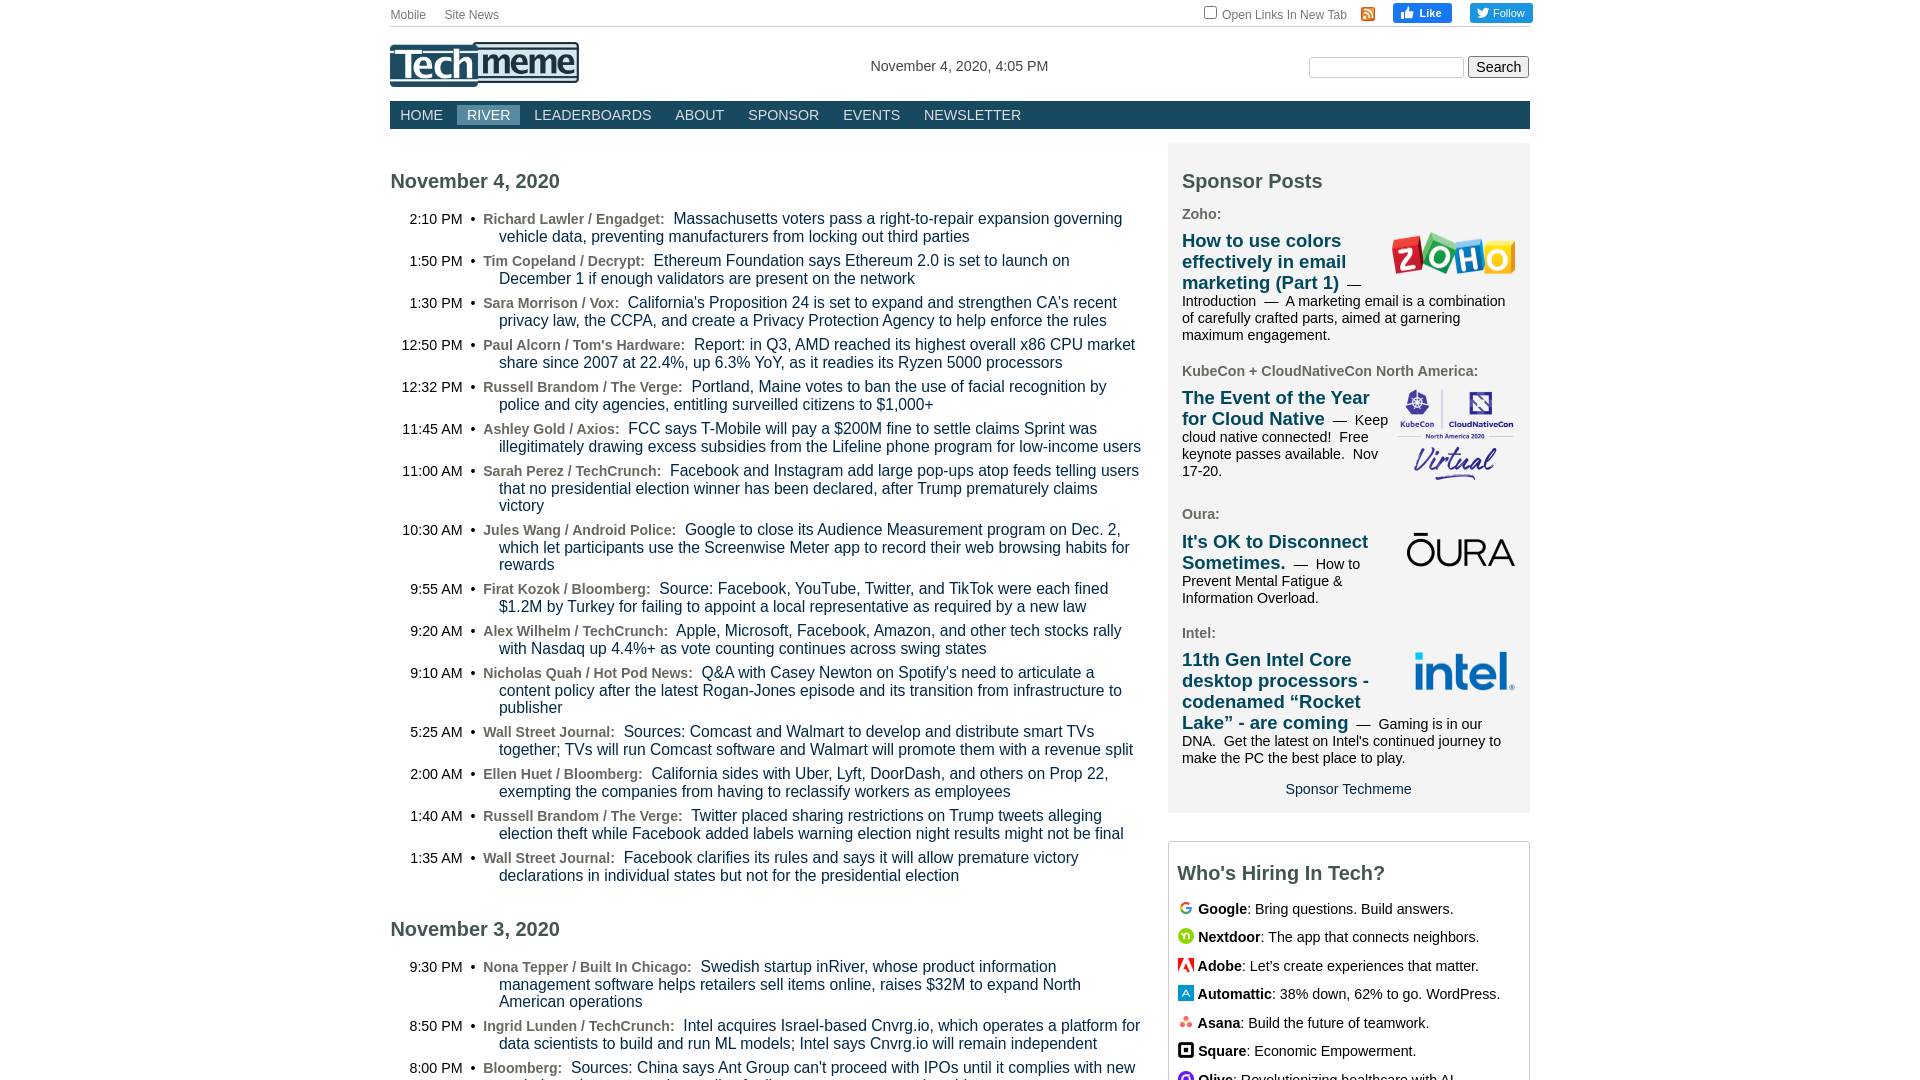 Mobile Site News
Open Links In New Tab
Like
Follow
Techmeme
November 4, 2020, 4:05 PM
Search
HOME RIVER LEADERBOARDS ABOUT SPONSOR EVENTS NEWSLETTER
November 4, 2020
2:10 PM • Richard Lawler / Engadget: Massachusetts voters pass a right-to-repair expansion governing
vehicle data, preventing manufacturers from locking out third parties
1:50 PM • Tim Copeland / Decrypt: Ethereum Foundation says Ethereum 2.0 is set to launch on
December 1 if enough validators are present on the network
1:30 PM • Sara Morrison / Vox: California's Proposition 24 is set to expand and strengthen CA's recent
privacy law, the CCPA, and create a Privacy Protection Agency to help enforce the rules
12:50 PM • Paul Alcorn / Tom's Hardware: Report: in Q3, AMD reached its highest overall x86 CPU market
share since 2007 at 22.4%, up 6.3% YoY, as it readies its Ryzen 5000 processors
12:32 PM • Russell Brandom / The Verge: Portland, Maine votes to ban the use of facial recognition by
police and city agencies, entitling surveilled citizens to $1,000+
11:45 AM • Ashley Gold / Axios: FCC says T-Mobile will pay a $200M fine to settle claims Sprint was
illegitimately drawing excess subsidies from the Lifeline phone program for low-income users
11:00 AM • Sarah Perez / TechCrunch: Facebook and Instagram add large pop-ups atop feeds telling users
that no presidential election winner has been declared, after Trump prematurely claims
victory
10:30 AM • Jules Wang / Android Police: Google to close its Audience Measurement program on Dec. 2,
which let participants use the Screenwise Meter app to record their web browsing habits for
rewards
9:55 AM • Firat Kozok / Bloomberg: Source: Facebook, YouTube, Twitter, and TikTok were each fined
$1.2M by Turkey for failing to appoint a local representative as required by a new law
9:20 AM • Alex Wilhelm / TechCrunch: Apple, Microsoft, Facebook, Amazon, and other tech stocks rally
with Nasdaq up 4.4%+ as vote counting continues across swing states
9:10 AM • Nicholas Quah / Hot Pod News: Q&A with Casey Newton on Spotify's need to articulate a
content policy after the latest Rogan-Jones episode and its transition from infrastructure to
publisher
5:25 AM • Wall Street Journal: Sources: Comcast and Walmart to develop and distribute smart TVs
together; TVs will run Comcast software and Walmart will promote them with a revenue split
2:00 AM • Ellen Huet / Bloomberg: California sides with Uber, Lyft, DoorDash, and others on Prop 22,
exempting the companies from having to reclassify workers as employees
1:40 AM • Russell Brandom / The Verge: Twitter placed sharing restrictions on Trump tweets alleging
election theft while Facebook added labels warning election night results might not be final
1:35 AM • Wall Street Journal: Facebook clarifies its rules and says it will allow premature victory
declarations in individual states but not for the presidential election
November 3, 2020
9:30 PM • Nona Tepper / Built In Chicago: Swedish startup inRiver, whose product information
management software helps retailers sell items online, raises $32M to expand North
American operations
8:50 PM • Ingrid Lunden / TechCrunch: Intel acquires Israel-based Cnvrg.io, which operates a platform for
data scientists to build and run ML models; Intel says Cnvrg.io will remain independent
8:00 PM • Bloomberg: Sources: China says Ant Group can't proceed with IPOs until it complies with new
Sponsor Posts
Zoho:
How to use colors
effectively in email
marketing (Part 1) —
Introduction — A marketing email is a combination
of carefully crafted parts, aimed at garnering
maximum engagement.
ZOHO
KubeCon + CloudNativeCon North America:
The Event of the Year
for Cloud Native — Keep
cloud native connected! Free
keynote passes available. Nov
17-20.
KubeCon CloudNativeCon
North America 2020
Virtual
Oura:
It's OK to Disconnect
Sometimes. — How to
Prevent Mental Fatigue &
Information Overload.
ŌURA
Intel:
11th Gen Intel Core
desktop processors -
codenamed “Rocket
Lake” - are coming — Gaming is in our
DNA. Get the latest on Intel's continued journey to
make the PC the best place to play.
intel®
Sponsor Techmeme
Who's Hiring In Tech?
Google: Bring questions. Build answers.
Nextdoor: The app that connects neighbors.
Adobe: Let’s create experiences that matter.
Automattic: 38% down, 62% to go. WordPress.
Asana: Build the future of teamwork.
Square: Economic Empowerment.
Olive: Revolutionizing healthcare with AI.